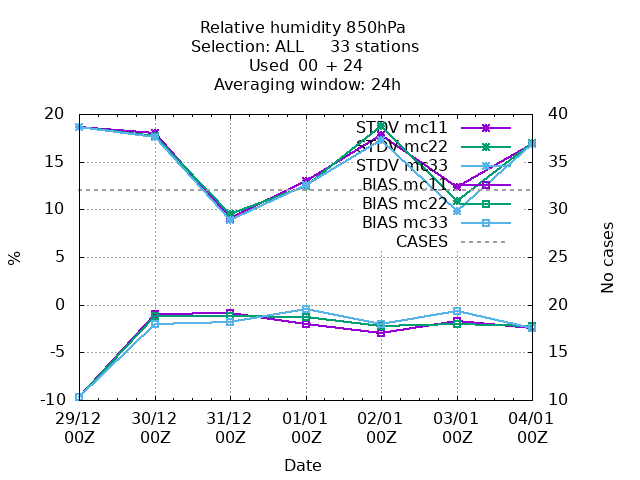 Relative humidity 850hPa
Selection: ALL 33 stations
Used 00 + 24
Averaging window: 24h
20 40
STDV mc11
STDV mc22
15 35
STDV mc33
BIAS mc11
10 30
BIAS mc22
BIAS mc33
CASES
5 25
%
No cases
0 20
-5 15
-10 10
29/12 30/12 31/12 01/01 02/01 03/01 04/01
00Z 00Z 00Z 00Z 00Z 00Z 00Z
Date